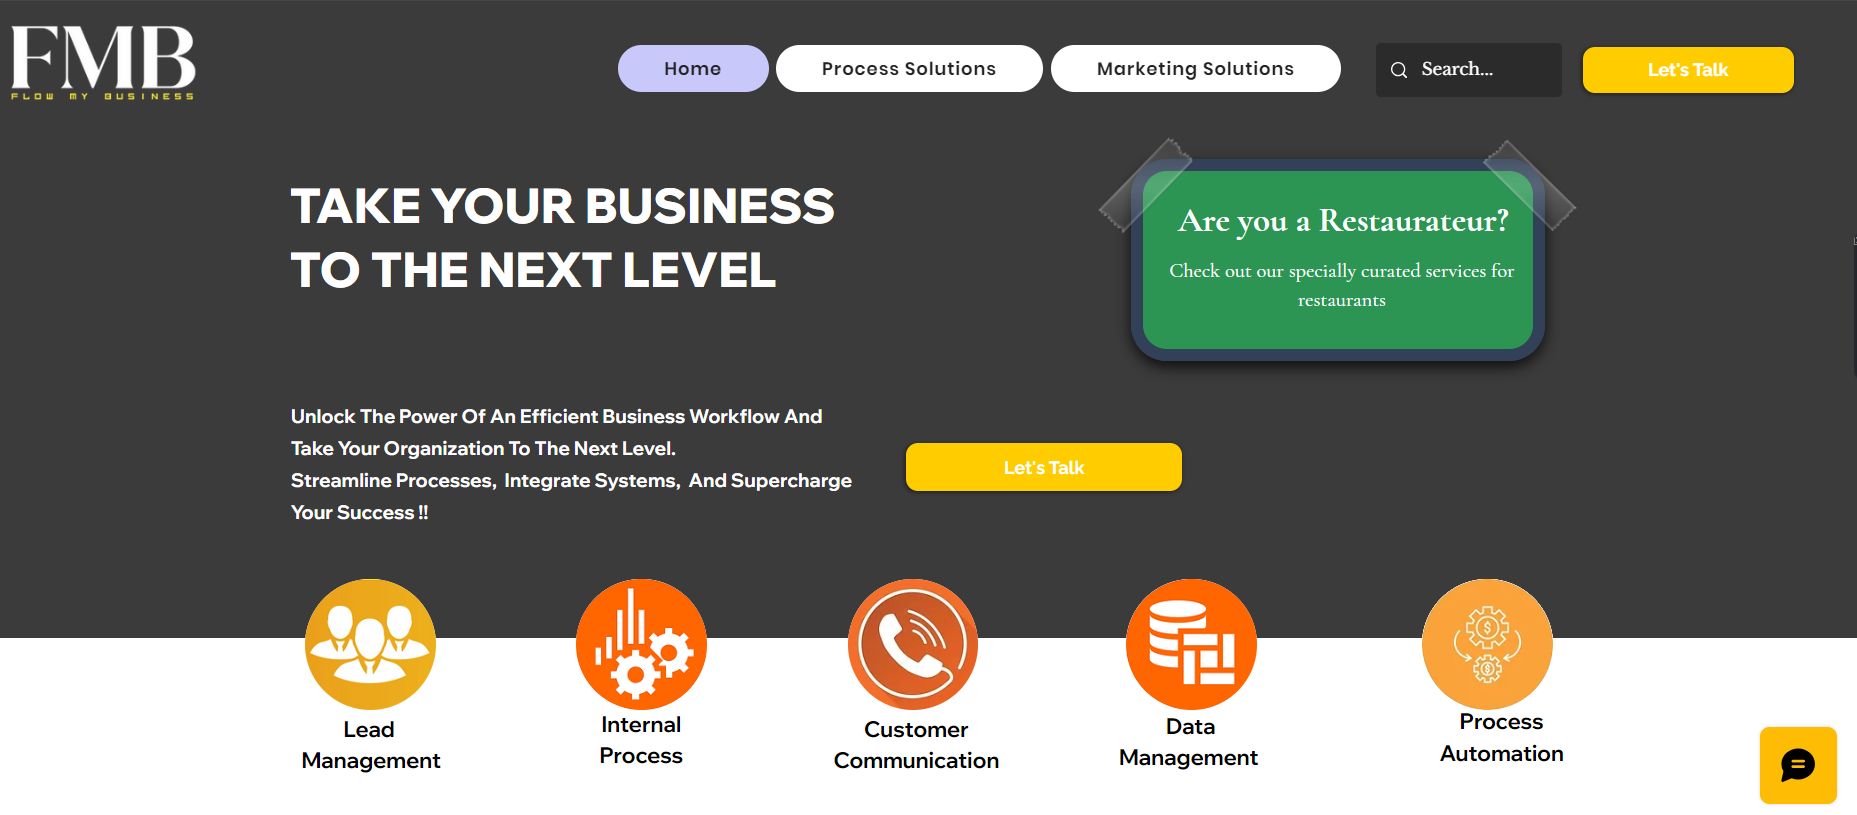 FMB
FLOW MY BUSINESS
Home
Process Solutions
Marketing Solutions
Search...
Let's Talk
TAKE YOUR BUSINESS
TO THE NEXT LEVEL
Are you a Restaurateur?
Check out our specially curated services for
restaurants
Unlock The Power Of An Efficient Business Workflow And
Take Your Organization To The Next Level.
Streamline Processes, Integrate Systems, And Supercharge
Your Success !!
Let's Talk
Lead
Management
Internal
Process
Customer
Communication
Data
Management
Process
Automation